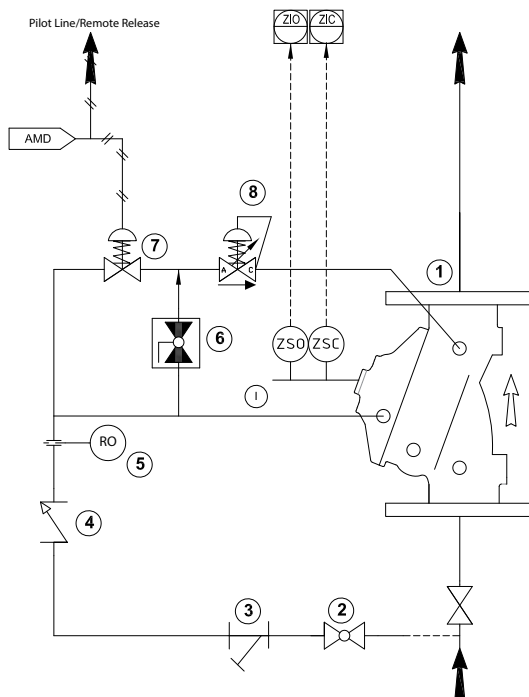 Pilot Line/Remote Release
ZIO ZIC
AMD
8
7
1
A C
6
ZSO ZSC
I
RO
5
4
3
2